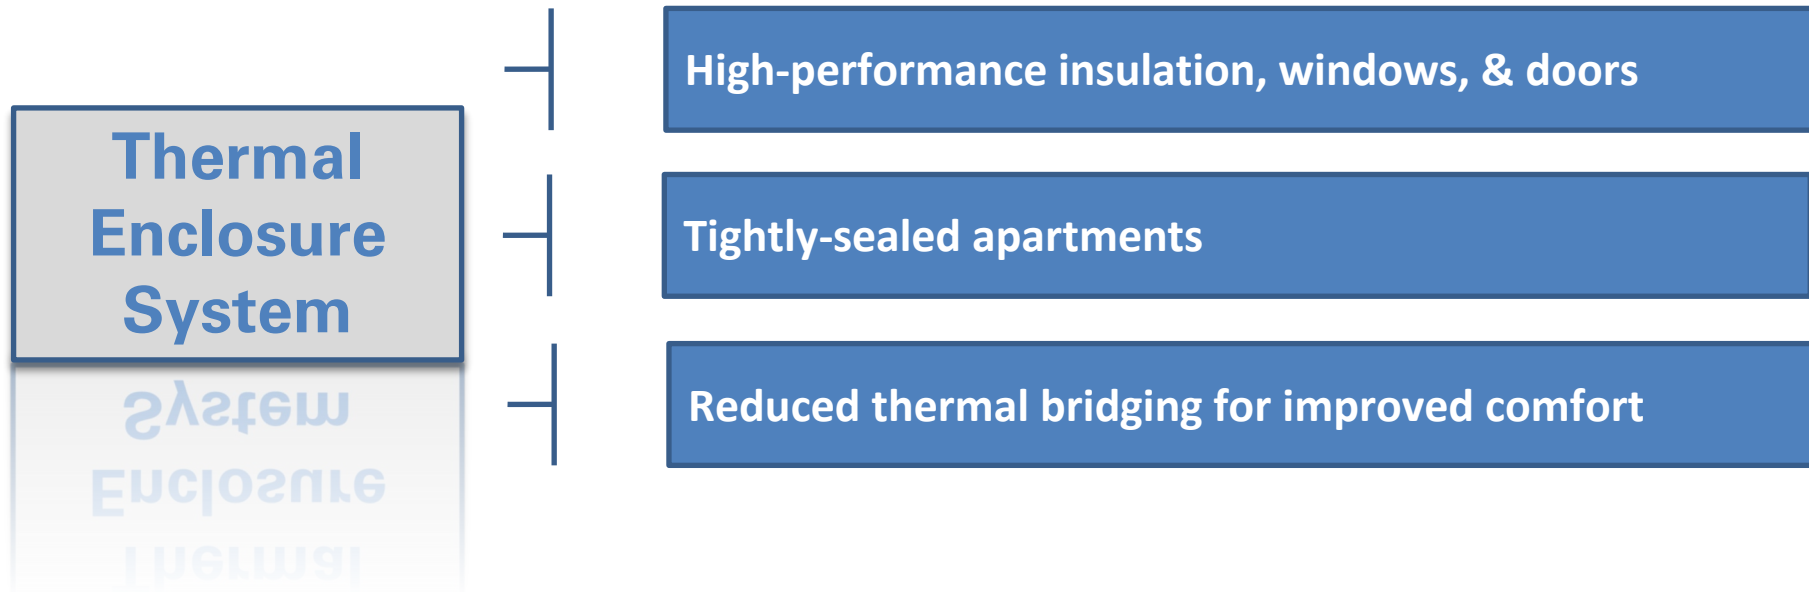 Thermal
Enclosure
System
High-performance insulation, windows, & doors
Tightly-sealed apartments
Reduced thermal bridging for improved comfort